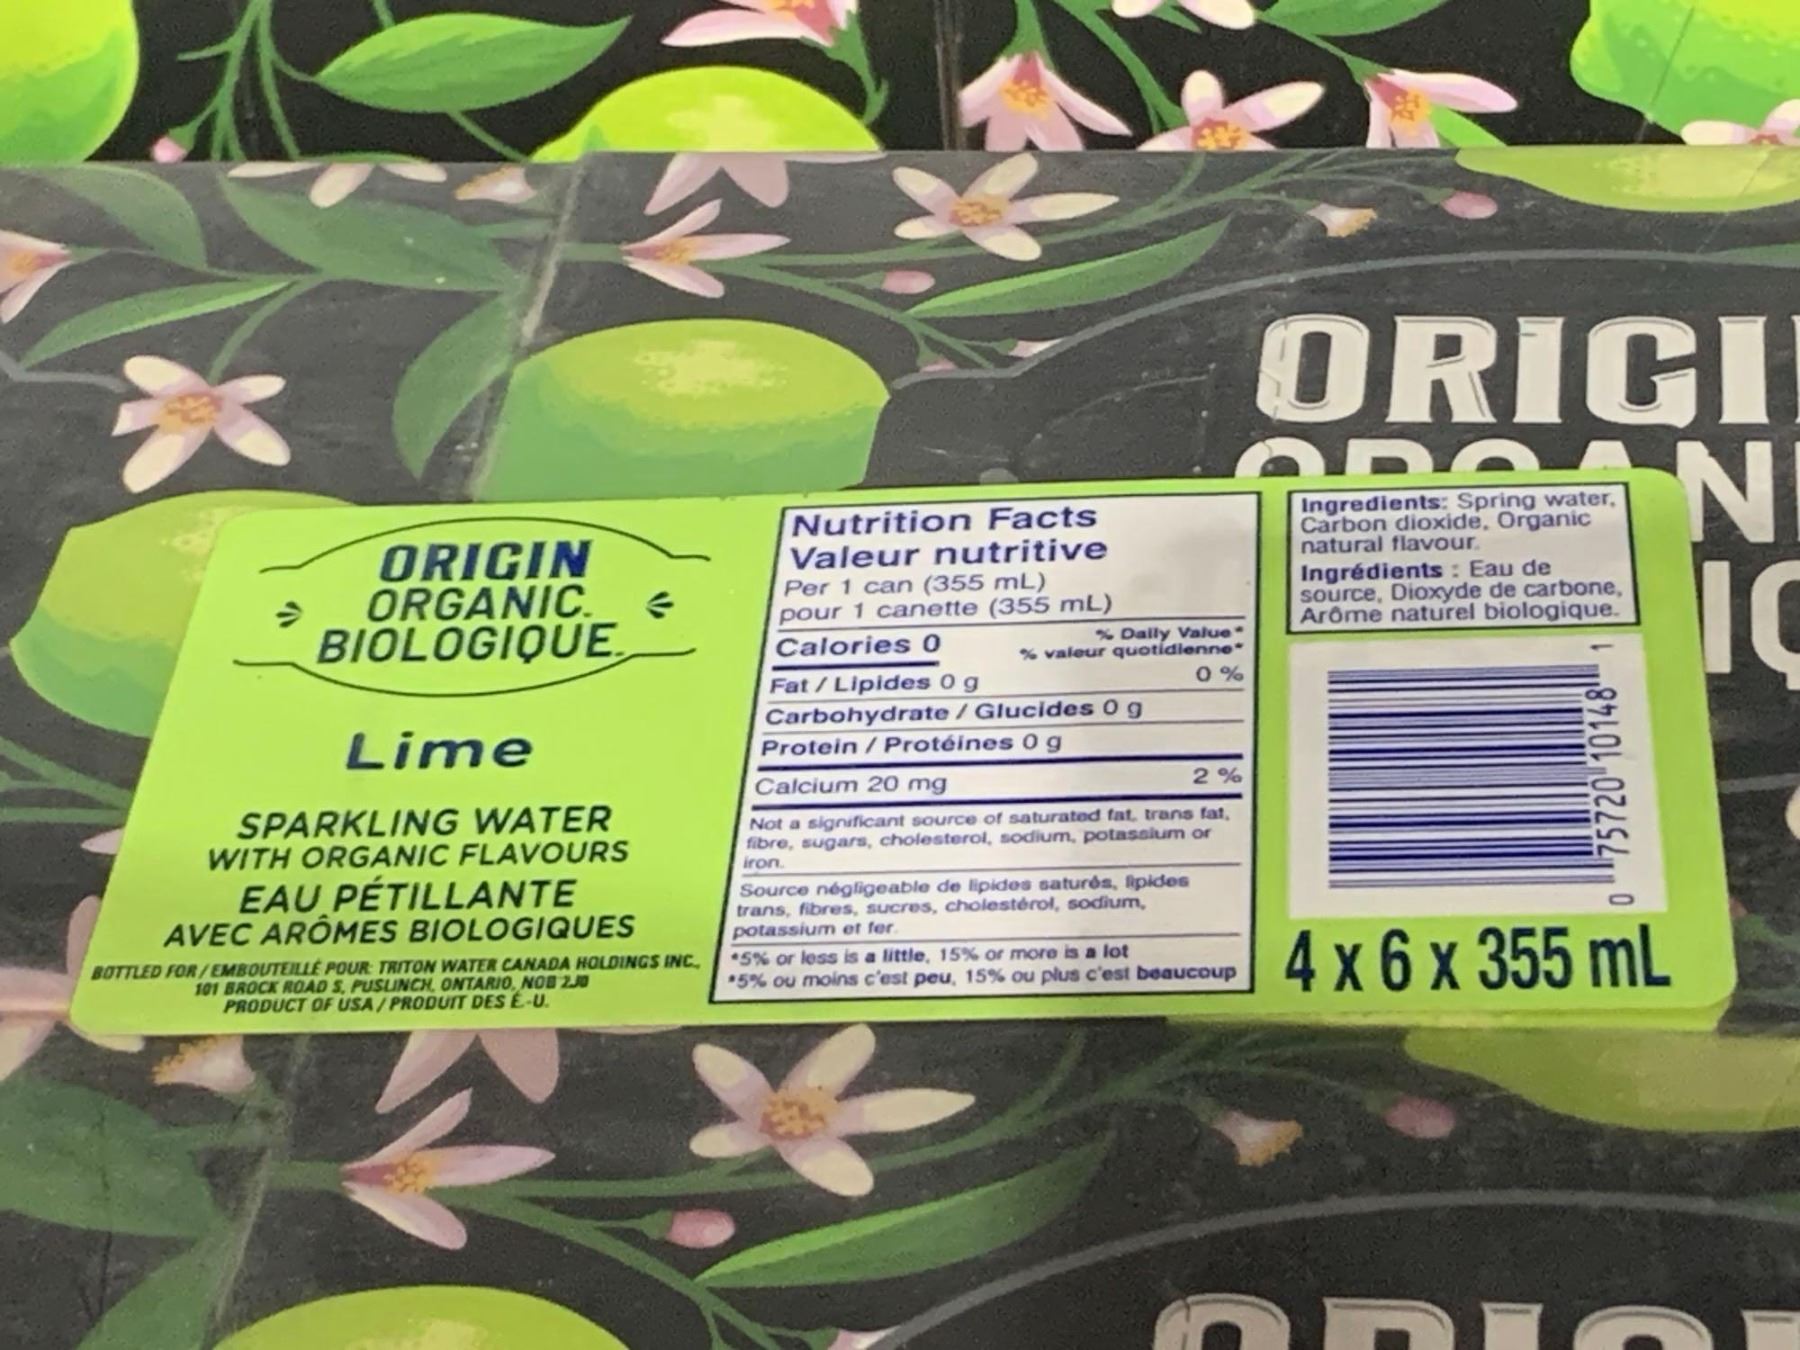 ORIGI
ORGAN
IQ
ORIGIN
ORGANIC.
BIOLOGIQUE.
Lime
SPARKLING WATER
WITH ORGANIC FLAVOURS
EAU PÉTILLANTE
AVEC ARÔMES BIOLOGIQUES
BOTTLED FOR / EMBOUTEILLÉ POUR: TRITON WATER CANADA HOLDINGS INC.,
101 BROCK ROAD S, PUSLINCH, ONTARIO, N0B 2J0
PRODUCT OF USA / PRODUIT DES É.-U.
Nutrition Facts
Valeur nutritive
Per 1 can (355 mL)
pour 1 canette (355 mL)
Calories 0
% Daily Value*
% valeur quotidienne*
Fat / Lipides 0 g 0 %
Carbohydrate / Glucides 0 g
Protein / Protéines 0 g
Calcium 20 mg 2 %
Not a significant source of saturated fat, trans fat,
fibre, sugars, cholesterol, sodium, potassium or
iron.
Source négligeable de lipides saturés, lipides
trans, fibres, sucres, cholestérol, sodium,
potassium et fer.
*5% or less is a little, 15% or more is a lot
*5% ou moins c'est peu, 15% ou plus c'est beaucoup
Ingredients: Spring water,
Carbon dioxide, Organic
natural flavour.
Ingrédients : Eau de
source, Dioxyde de carbone,
Arôme naturel biologique.
0 75720 10148 1
4 x 6 x 355 mL